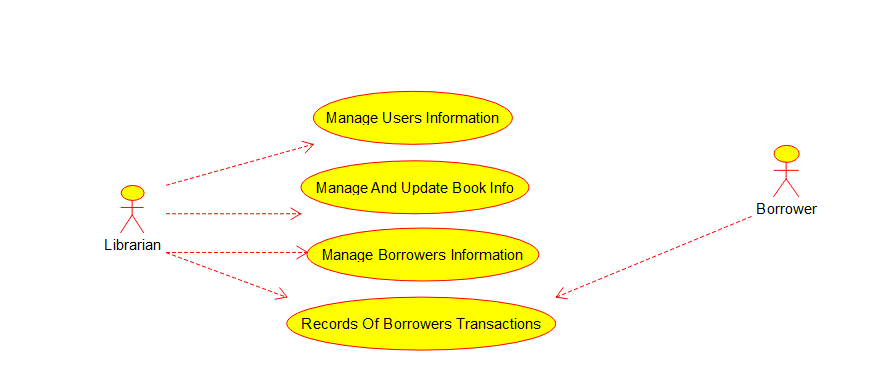 Manage Users Information
Manage And Update Book Info
Borrower
Librarian
Manage Borrowers Information
Records Of Borrowers Transactions